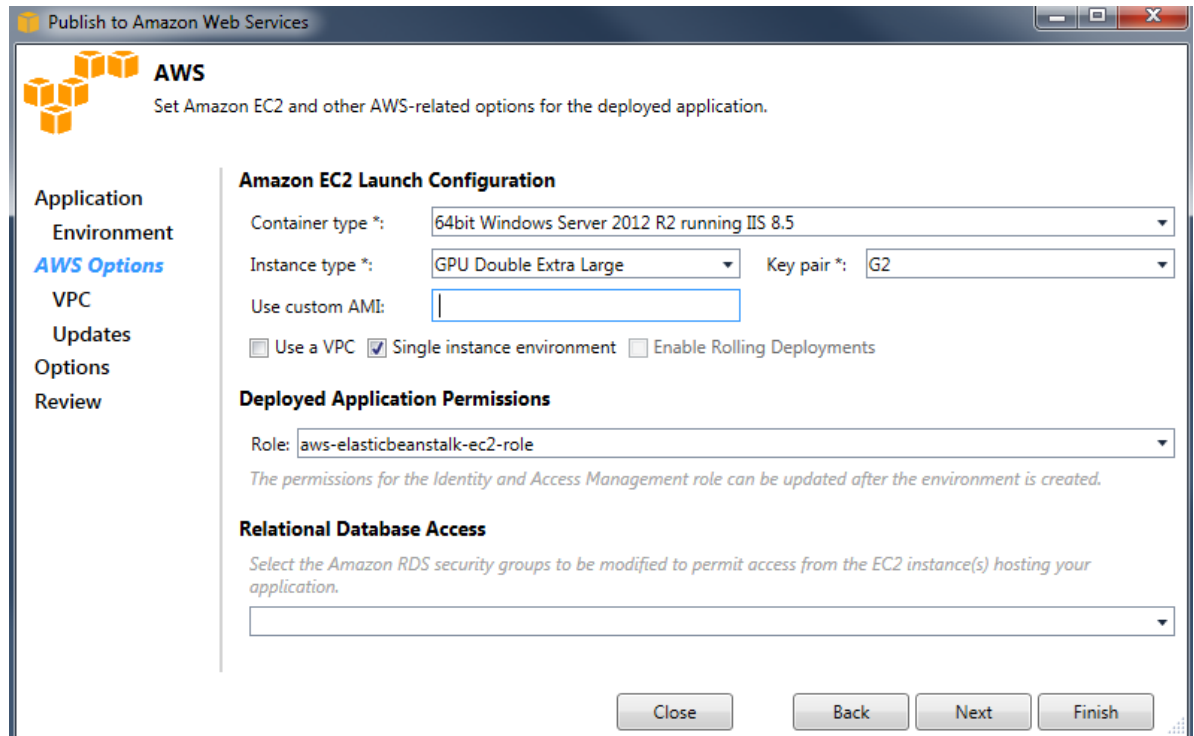 Publish to Amazon Web Services
AWS
Set Amazon EC2 and other AWS-related options for the deployed application.
Application
Environment
AWS Options
VPC
Updates
Options
Review
Amazon EC2 Launch Configuration
Container type *: 64bit Windows Server 2012 R2 running IIS 8.5
Instance type *: GPU Double Extra Large Key pair *: G2
Use custom AMI:
Use a VPC Single instance environment Enable Rolling Deployments
Deployed Application Permissions
Role: aws-elasticbeanstalk-ec2-role
The permissions for the Identity and Access Management role can be updated after the environment is created.
Relational Database Access
Select the Amazon RDS security groups to be modified to permit access from the EC2 instance(s) hosting your
application.
Close Back Next Finish